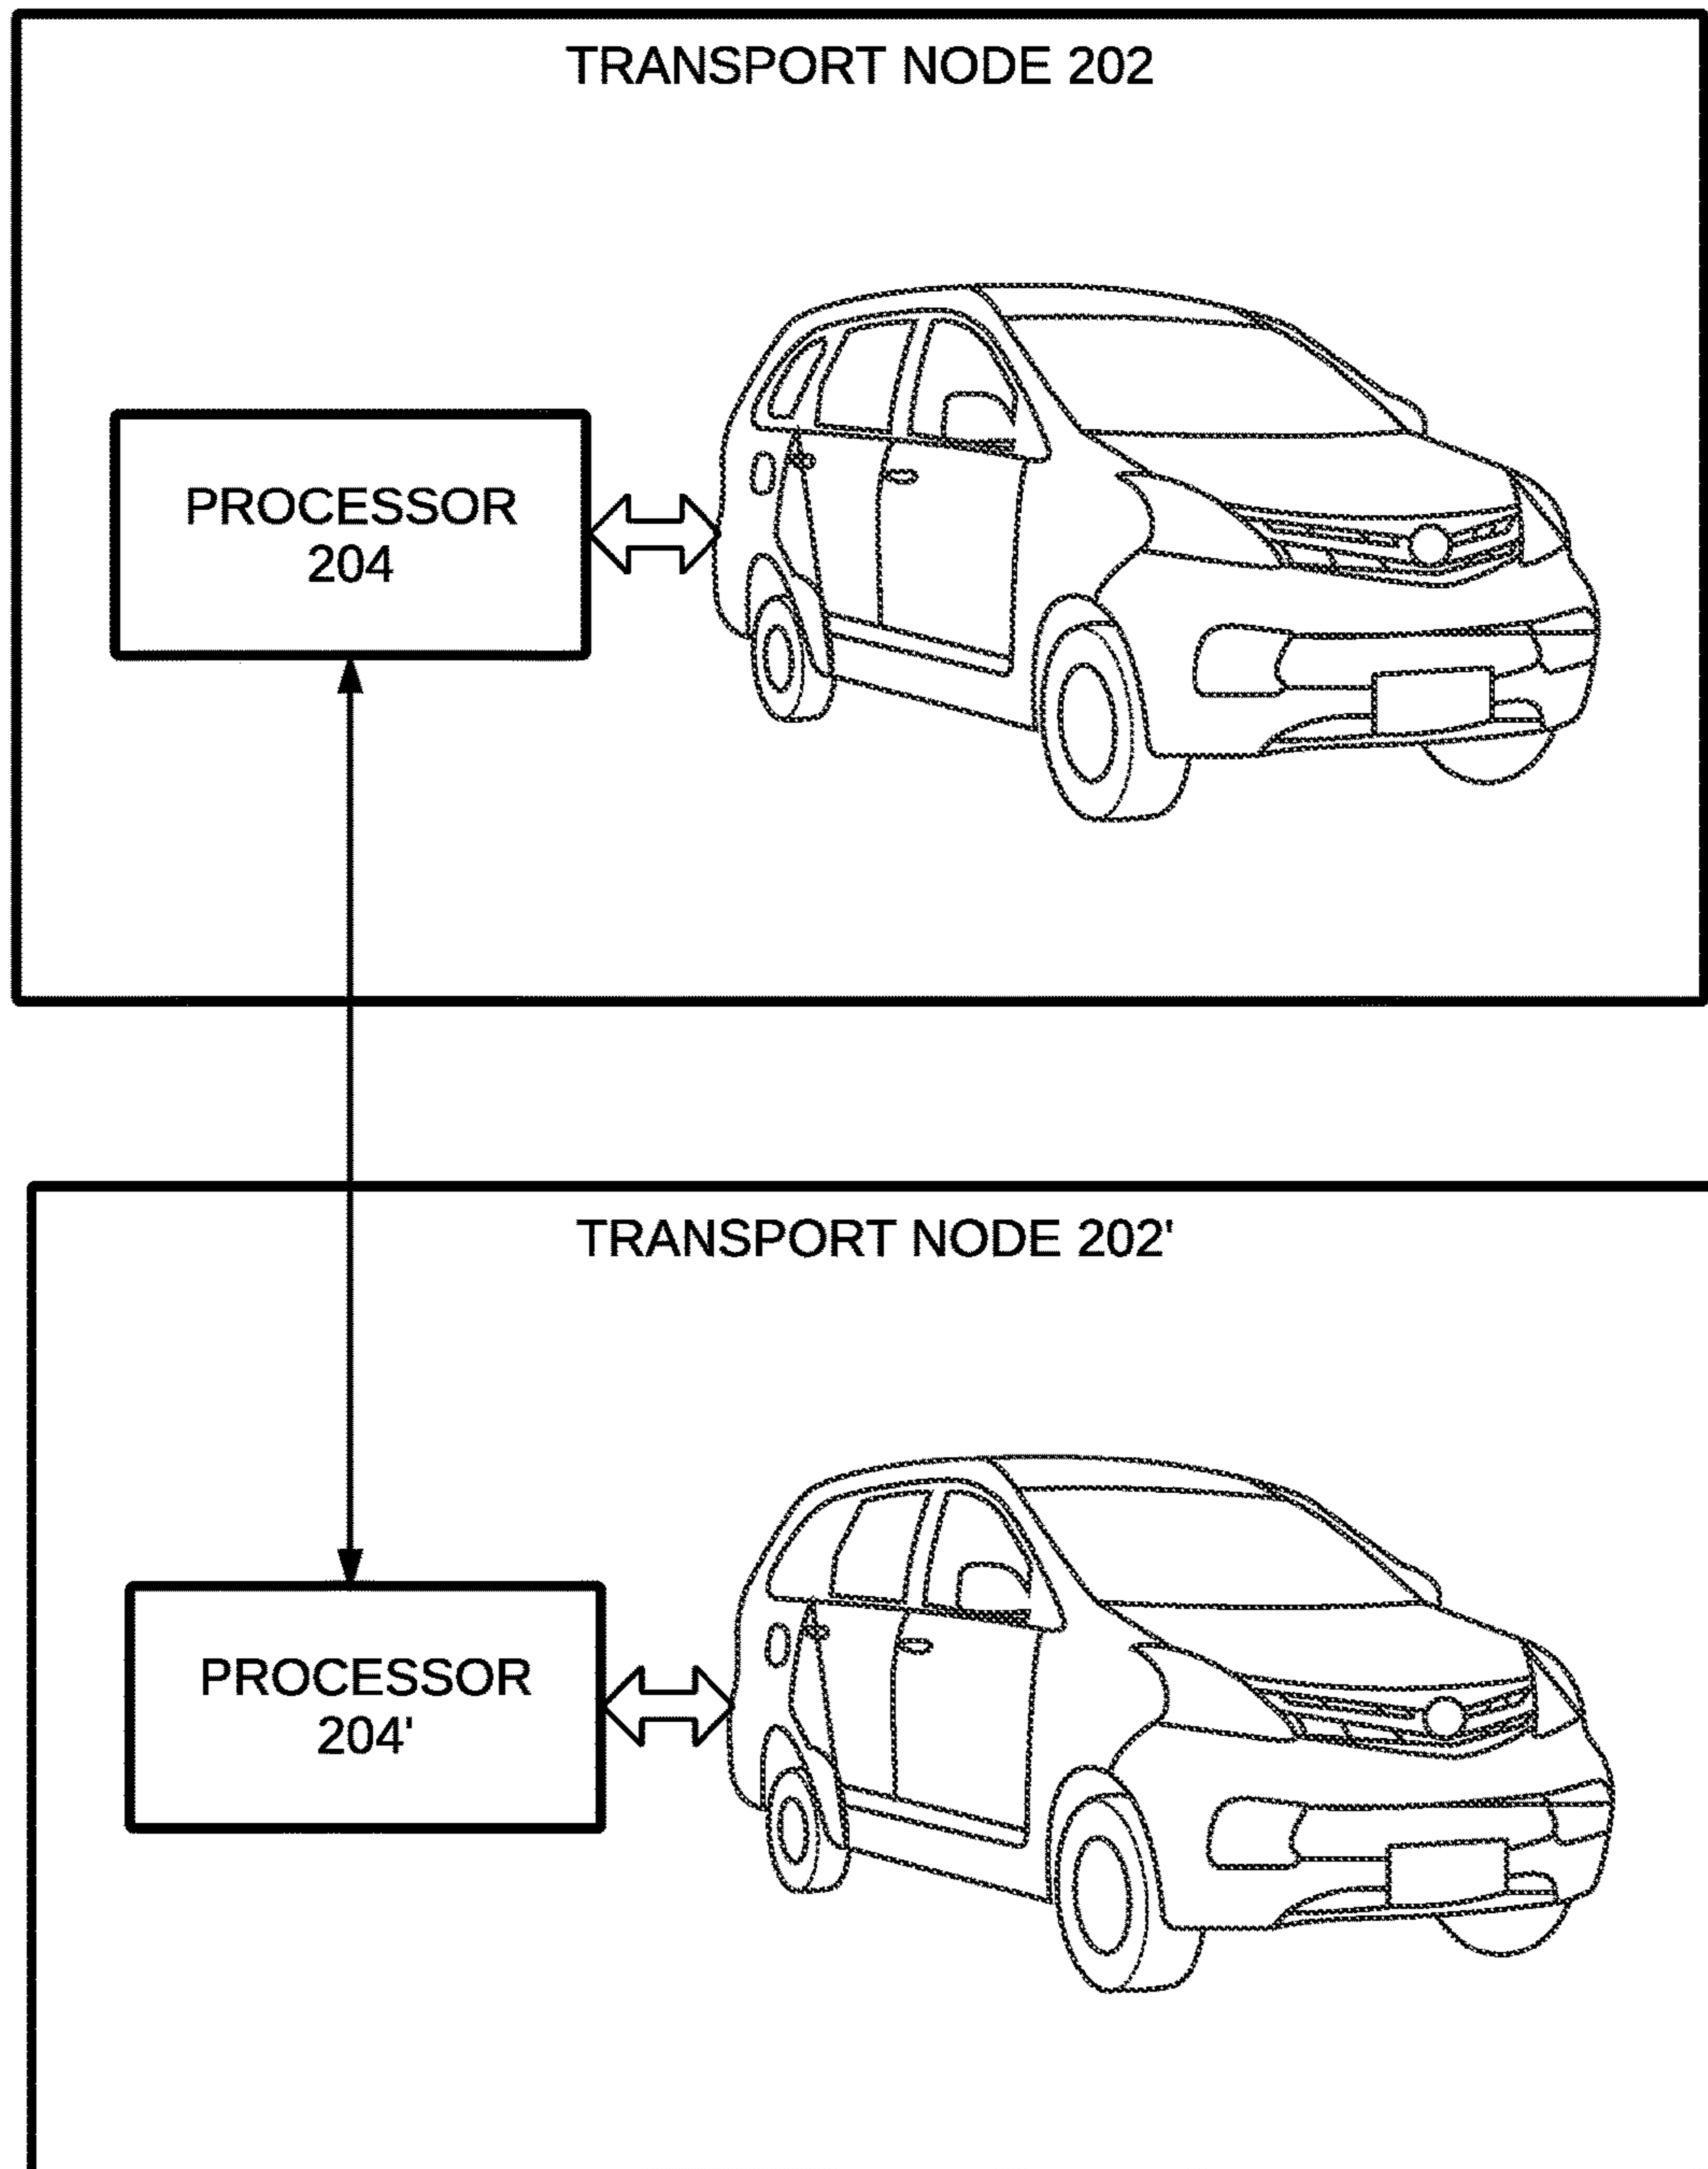 TRANSPORT NODE 202
PROCESSOR
204
TRANSPORT NODE 202'
PROCESSOR
204'